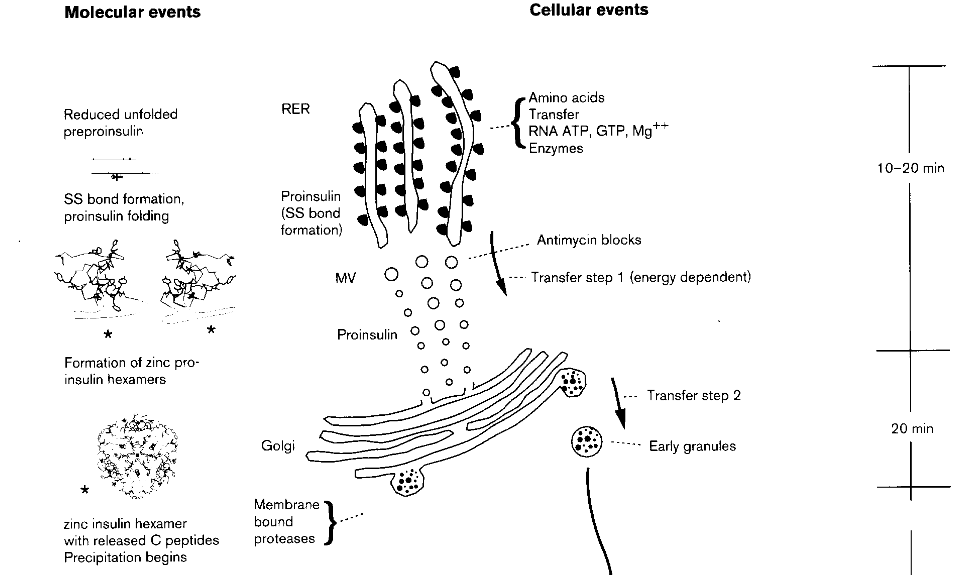 Molecular events
Cellular events
Reduced unfolded
preproinsulin
SS bond formation,
proinsulin folding
*
*
Formation of zinc pro-
insulin hexamers
*
zinc insulin hexamer
with released C peptides
Precipitation begins
RER
Amino acids
Transfer
RNA ATP, GTP, Mg++
Enzymes
Proinsulin
(SS bond
formation)
Antimycin blocks
MV
Transfer step 1 (energy dependent)
Proinsulin
Transfer step 2
Golgi
Early granules
Membrane
bound
proteases
10–20 min
20 min